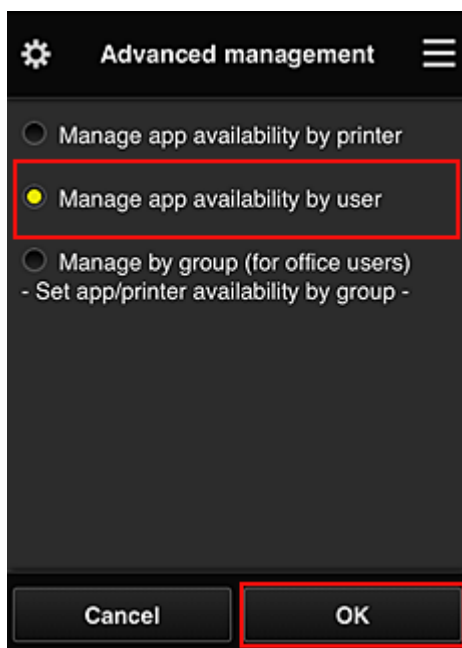 Advanced management
Manage app availability by printer
Manage app availability by user
Manage by group (for office users)
- Set app/printer availability by group -
Cancel
OK